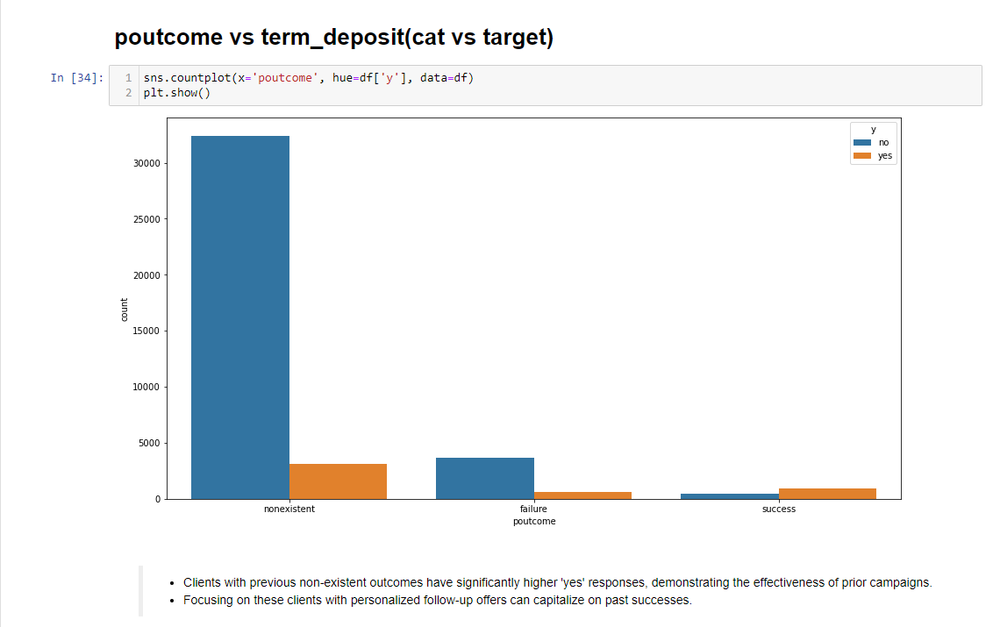 poutcome vs term_deposit(cat vs target)
In [34]:
1 sns.countplot(x='poutcome', hue=df['y'], data=df)
2 plt.show()
y
no
yes
30000
25000
20000
15000
10000
5000
0
count
nonexistent failure success
poutcome
• Clients with previous non-existent outcomes have significantly higher 'yes' responses, demonstrating the effectiveness of prior campaigns.
• Focusing on these clients with personalized follow-up offers can capitalize on past successes.